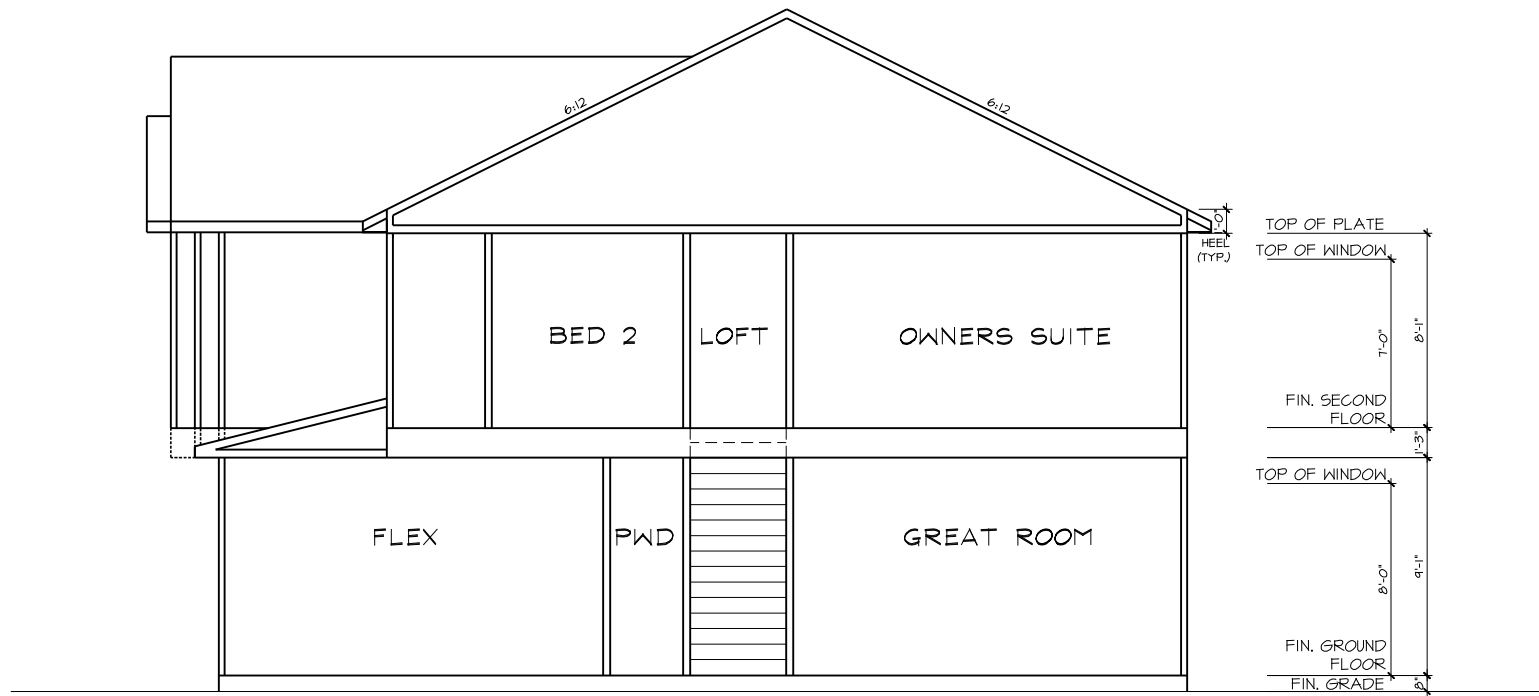 6:12
6:12
1'-0"
HEEL
(TYP.)
TOP OF PLATE
TOP OF WINDOW
BED 2
LOFT
OWNERS SUITE
7'-0"
8'-1"
FIN. SECOND
FLOOR
1'-3"
TOP OF WINDOW
FLEX
PWD
GREAT ROOM
8'-0"
9'-1"
FIN. GROUND
FLOOR
FIN. GRADE
8"